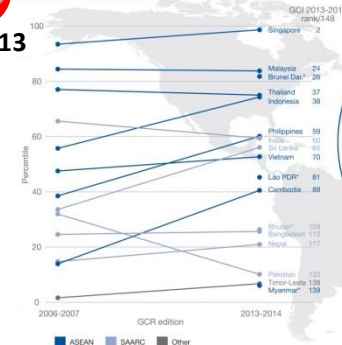 13
GCI 2013-201
rank/148
100
80
60
40
20
0
Percentile
Singapore 2
Malaysia 24
Brunei Dar.* 26
Thailand 37
Indonesia 38
Philippines 59
India 60
Sri Lanka 65
Vietnam 70
Lao PDR* 81
Cambodia 88
Bhutan* 109
Bangladesh 110
Nepal 117
Pakistan 133
Timor-Leste 138
Myanmar* 139
2006-2007
2013-2014
GCR edition
ASEAN
SAARC
Other